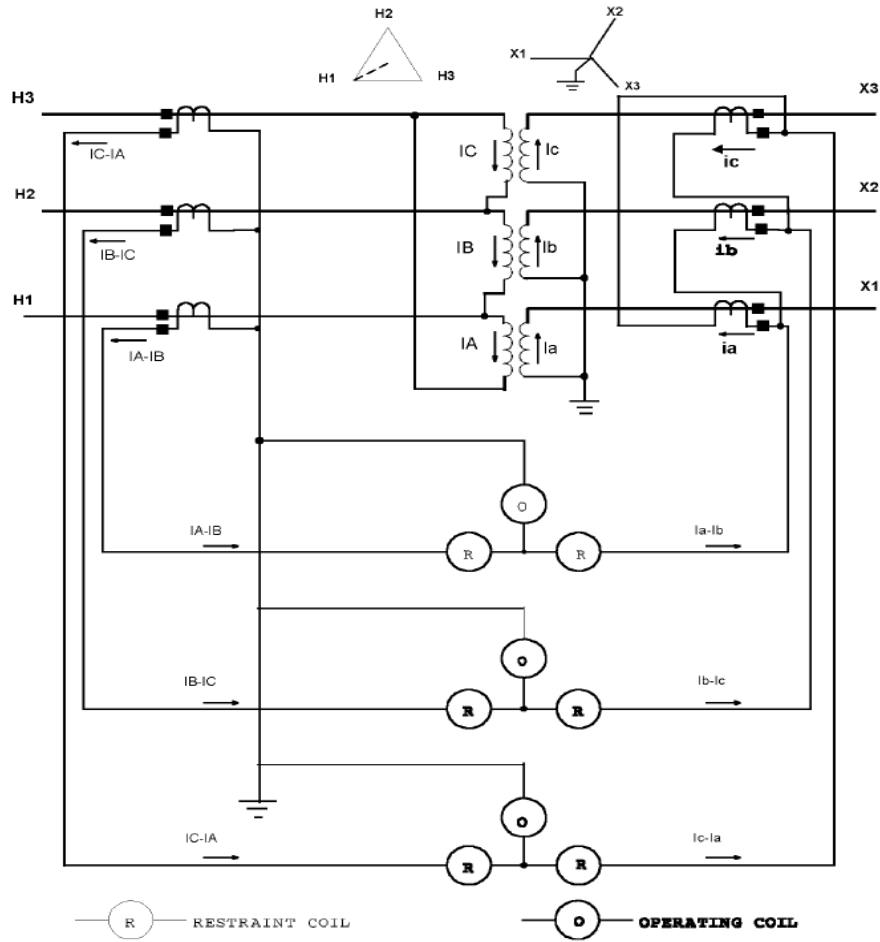 H2
X2
X1
H1
H3
X3
H3
X3
IC-IA
IC
Ic
ic
H2
X2
IB-IC
IB
Ib
ib
H1
X1
IA-IB
IA
Ia
ia
O
IA-IB
Ia-Ib
R
R
O
IB-IC
Ib-Ic
R
R
O
IC-IA
Ic-Ia
R
R
R
RESTRAINT COIL
O
OPERATING COIL